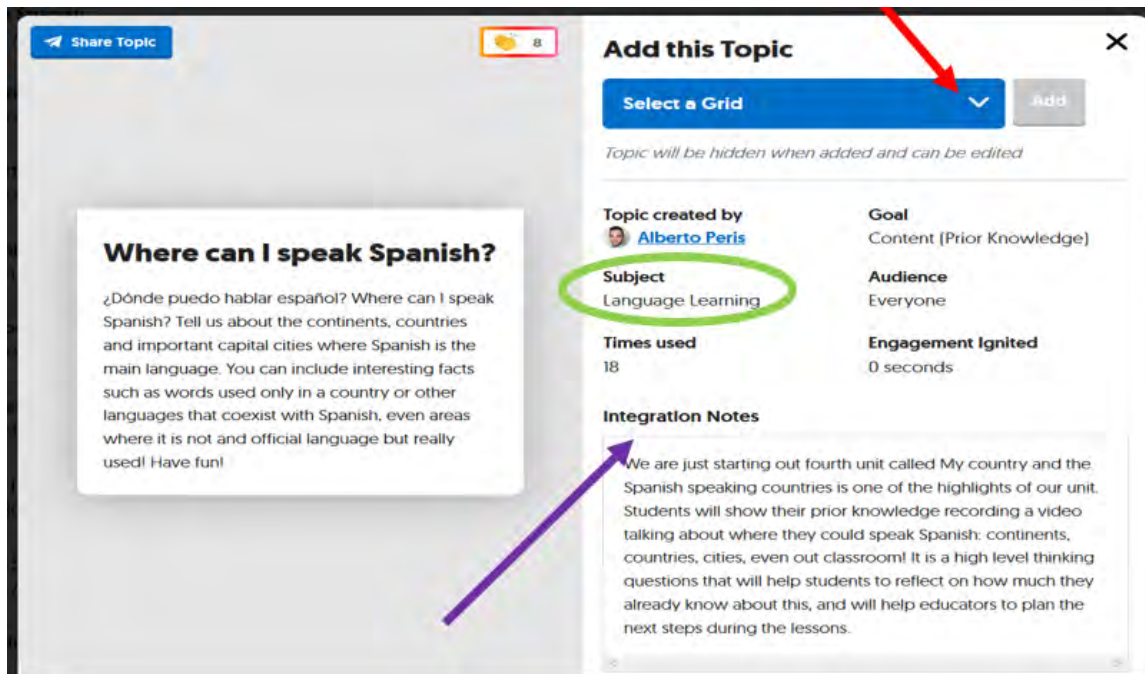 Share Topic
8
Where can I speak Spanish?
¿Dónde puedo hablar español? Where can I speak
Spanish? Tell us about the continents, countries
and important capital cities where Spanish is the
main language. You can include interesting facts
such as words used only in a country or other
languages that coexist with Spanish, even areas
where it is not and official language but really
used! Have fun!
Add this Topic
Select a Grid
Add
Topic will be hidden when added and can be edited
Topic created by
Alberto Peris
Goal
Content (Prior Knowledge)
Subject
Language Learning
Audience
Everyone
Times used
18
Engagement Ignited
0 seconds
Integration Notes
We are just starting out fourth unit called My country and the
Spanish speaking countries is one of the highlights of our unit.
Students will show their prior knowledge recording a video
talking about where they could speak Spanish: continents,
countries, cities, even out classroom! It is a high level thinking
questions that will help students to reflect on how much they
already know about this, and will help educators to plan the
next steps during the lessons.